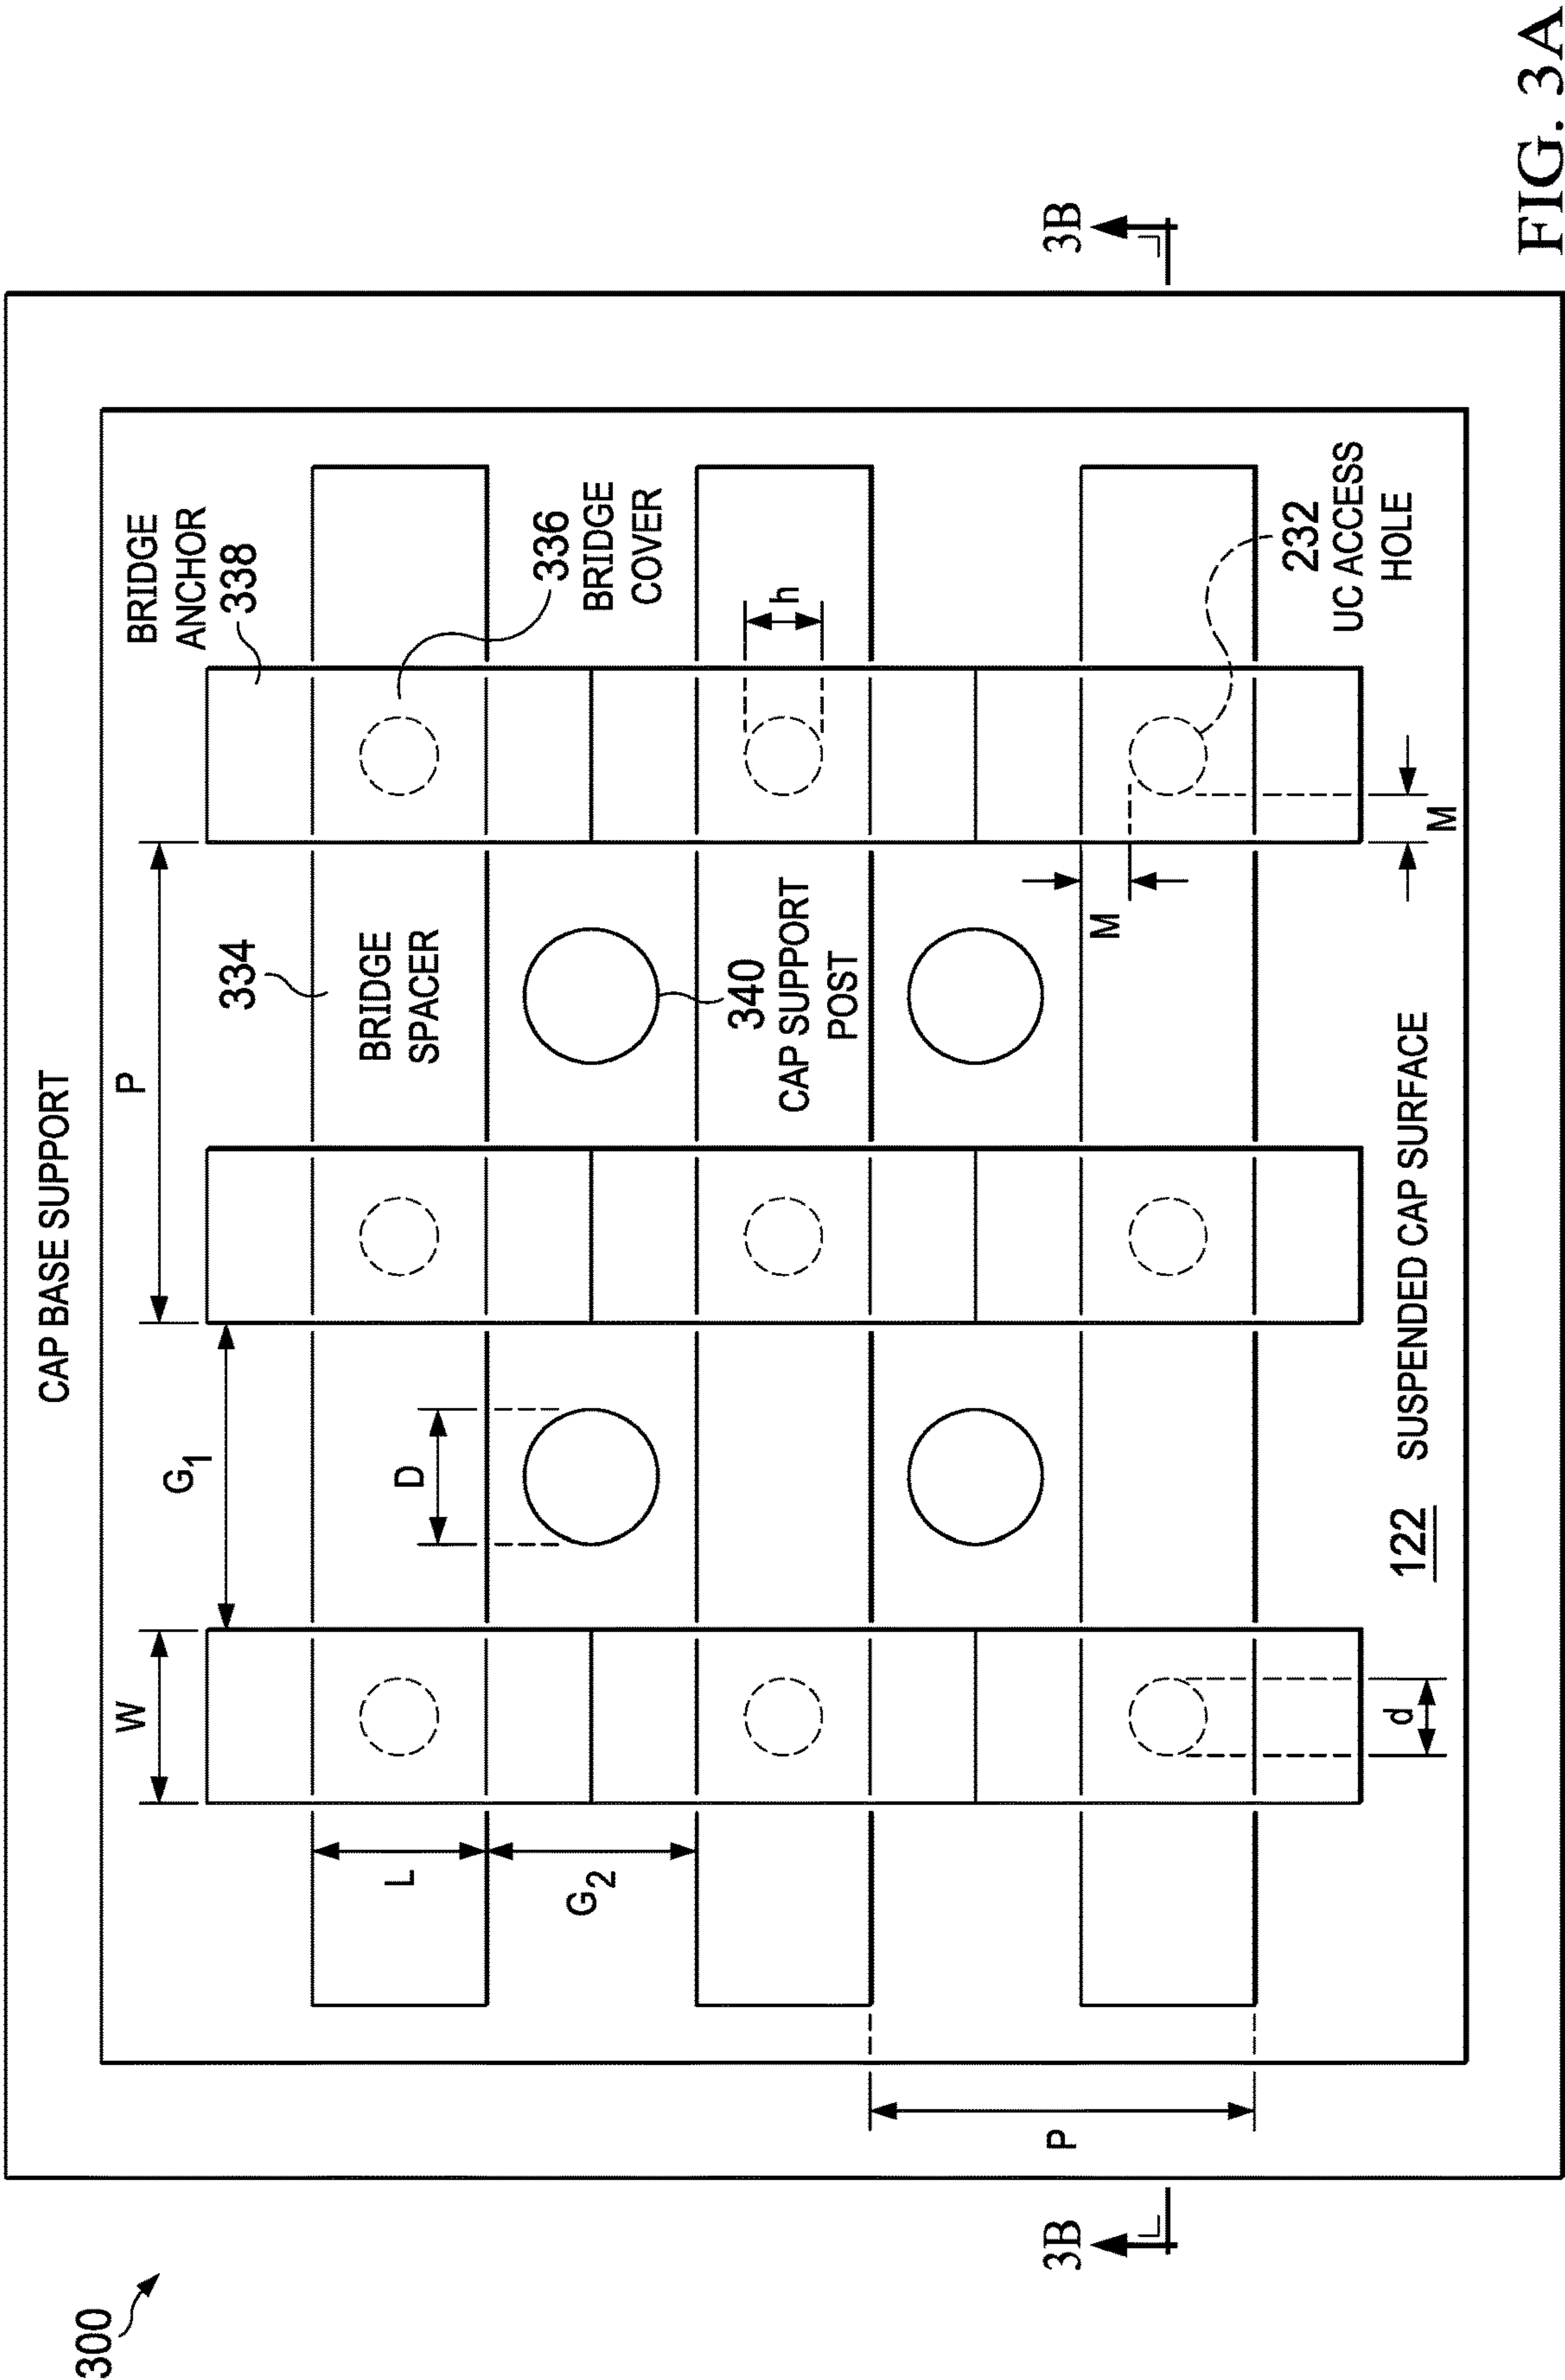 300
CAP BASE SUPPORT
W
G1
P
BRIDGE
ANCHOR
338
334
BRIDGE
SPACER
336
BRIDGE
COVER
L
G2
D
340
CAP SUPPORT
POST
h
M
M
232
UC ACCESS
HOLE
P
d
122 SUSPENDED CAP SURFACE
3B
3B
FIG. 3A